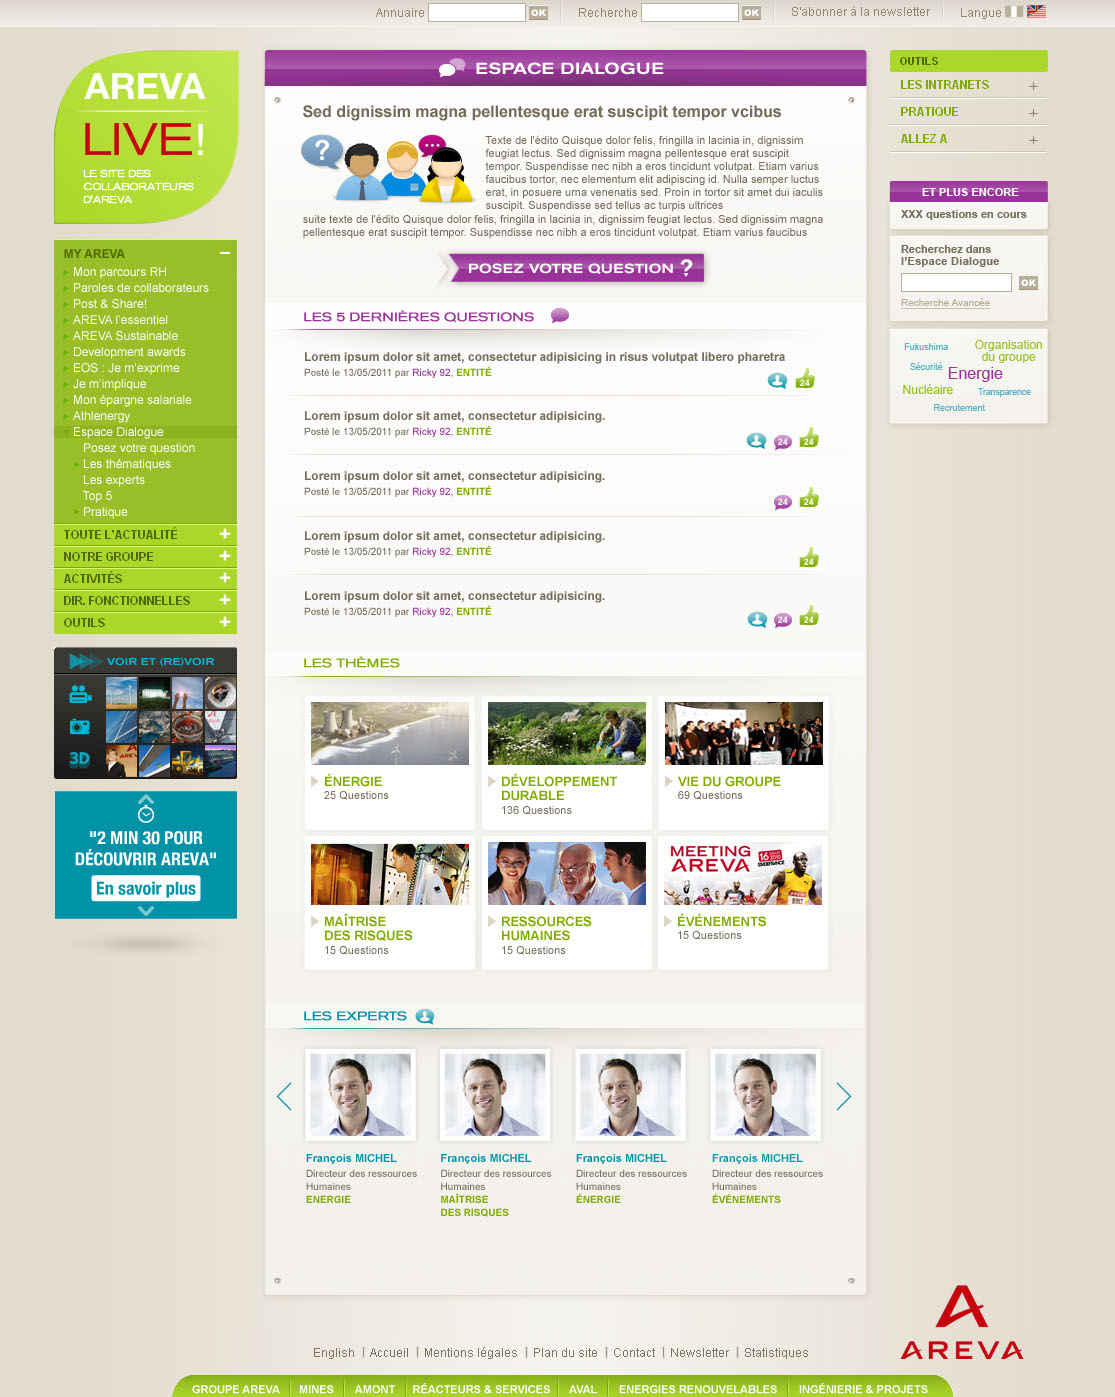 Annuaire OK Recherche OK S'abonner à la newsletter Langue
AREVA
LIVE!
LE SITE DES
COLLABORATEURS
D'AREVA
MY AREVA
Mon parcours RH
Paroles de collaborateurs
Post & Share!
AREVA l'essentiel
AREVA Sustainable
Development awards
EOS : Je m'exprime
Je m'implique
Mon épargne salariale
Athlenergy
Espace Dialogue
Posez votre question
Les thématiques
Les experts
Top 5
Pratique
TOUTE L'ACTUALITÉ
NOTRE GROUPE
ACTIVITÉS
DIR. FONCTIONNELLES
OUTILS
VOIR ET (RE)VOIR
3D
"2 MIN 30 POUR
DÉCOUVRIR AREVA"
En savoir plus
ESPACE DIALOGUE
Sed dignissim magna pellentesque erat suscipit tempor vcibus
Texte de l'édito Quisque dolor felis, fringilla in lacinia in, dignissim
feugiat lectus. Sed dignissim magna pellentesque erat suscipit
tempor. Suspendisse nec nibh a eros tincidunt volutpat. Etiam varius
faucibus tortor, nec elementum elit adipiscing id. Nulla semper luctus
erat, in posuere urna venenatis sed. Proin in tortor sit amet dui iaculis
suscipit. Suspendisse sed tellus ac turpis ultrices
suite texte de l'édito Quisque dolor felis, fringilla in lacinia in, dignissim feugiat lectus. Sed dignissim magna
pellentesque erat suscipit tempor. Suspendisse nec nibh a eros tincidunt volutpat. Etiam varius faucibus
POSEZ VOTRE QUESTION ?
LES 5 DERNIÈRES QUESTIONS
Lorem ipsum dolor sit amet, consectetur adipisicing in risus volutpat libero pharetra
Posté le 13/05/2011 par Ricky 92, ENTITÉ
24
Lorem ipsum dolor sit amet, consectetur adipisicing.
Posté le 13/05/2011 par Ricky 92, ENTITÉ
24 24
Lorem ipsum dolor sit amet, consectetur adipisicing.
Posté le 13/05/2011 par Ricky 92, ENTITÉ
24 24
Lorem ipsum dolor sit amet, consectetur adipisicing.
Posté le 13/05/2011 par Ricky 92, ENTITÉ
24
Lorem ipsum dolor sit amet, consectetur adipisicing.
Posté le 13/05/2011 par Ricky 92, ENTITÉ
24 24
LES THÈMES
ÉNERGIE
25 Questions
DÉVELOPPEMENT
DURABLE
136 Questions
VIE DU GROUPE
69 Questions
MAÎTRISE
DES RISQUES
15 Questions
RESSOURCES
HUMAINES
15 Questions
MEETING
AREVA
ÉVÉNEMENTS
15 Questions
LES EXPERTS
François MICHEL
Directeur des ressources
Humaines
ENERGIE
François MICHEL
Directeur des ressources
Humaines
MAÎTRISE
DES RISQUES
François MICHEL
Directeur des ressources
Humaines
ÉNERGIE
François MICHEL
Directeur des ressources
Humaines
ÉVÉNEMENTS
OUTILS
LES INTRANETS
PRATIQUE
ALLEZ A
ET PLUS ENCORE
XXX questions en cours
Recherchez dans
l'Espace Dialogue
OK
Recherche Avancée
Fukushima
Organisation
du groupe
Sécurité
Energie
Nucléaire
Transparence
Recrutement
AREVA
English | Accueil | Mentions légales | Plan du site | Contact | Newsletter | Statistiques
GROUPE AREVA MINES AMONT RÉACTEURS & SERVICES AVAL ENERGIES RENOUVELABLES INGÉNIERIE & PROJETS